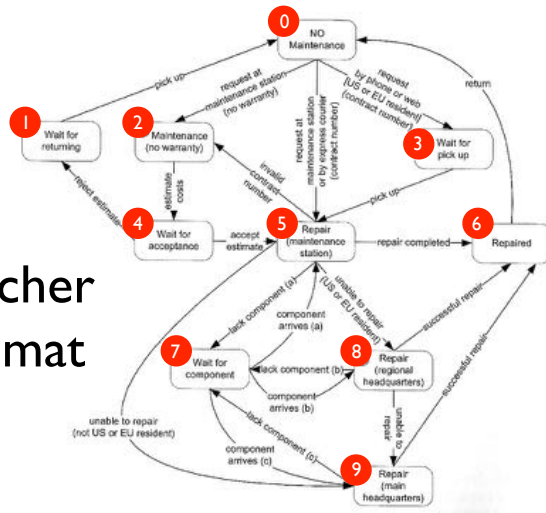 0
NO
Maintenance
pick up
request at
maintenance station
(no warranty)
request at
maintenance station
or by express courier
(contract number)
request
by phone or web
[US or EU resident]
(contract number)
return
1
Wait for
returning
2
Maintenance
(no warranty)
3
Wait for
pick up
invalid
contract
number
reject estimate
estimate
costs
pick up
4
Wait for
acceptance
accept
estimate
5
Repair
(maintenance
station)
repair completed
6
Repaired
cher
mat
lack component (a)
component
arrives (a)
unable to repair
(US or EU resident)
successful repair
7
Wait for
component
lack component (b)
component
arrives (b)
8
Repair
(regional
headquarters)
successful repair
unable to repair
(not US or EU resident)
lack component (c)
component
arrives (c)
unable to
repair
9
Repair
(main
headquarters)